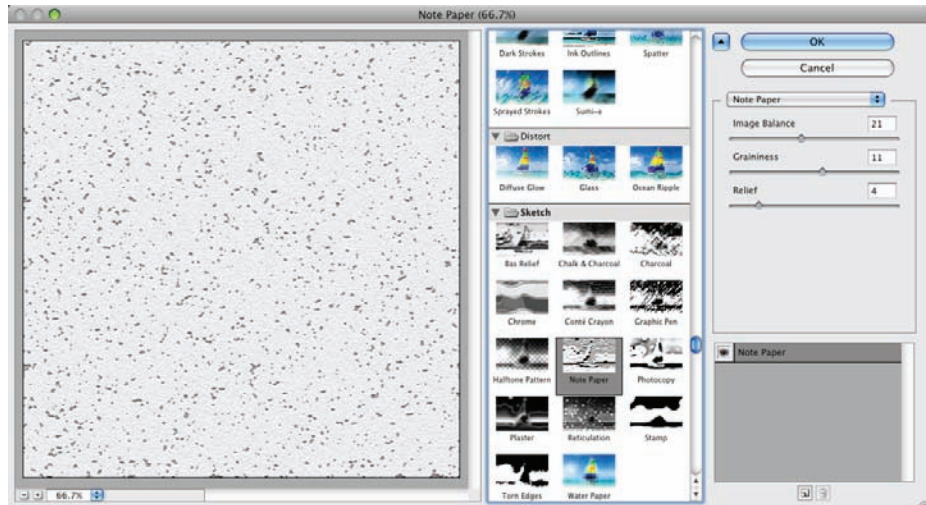 Note Paper (66.7%)
Dark Strokes Ink Outlines Spatter
Sprayed Strokes Sumi-e
Distort
Diffuse Glow Glass Ocean Ripple
Sketch
Bas Relief Chalk & Charcoal Charcoal
Chrome Conté Crayon Graphic Pen
Halftone Pattern Note Paper Photocopy
Plaster Reticulation Stamp
Torn Edges Water Paper
66.7%
OK
Cancel
Note Paper
Image Balance 21
Graininess 11
Relief 4
Note Paper